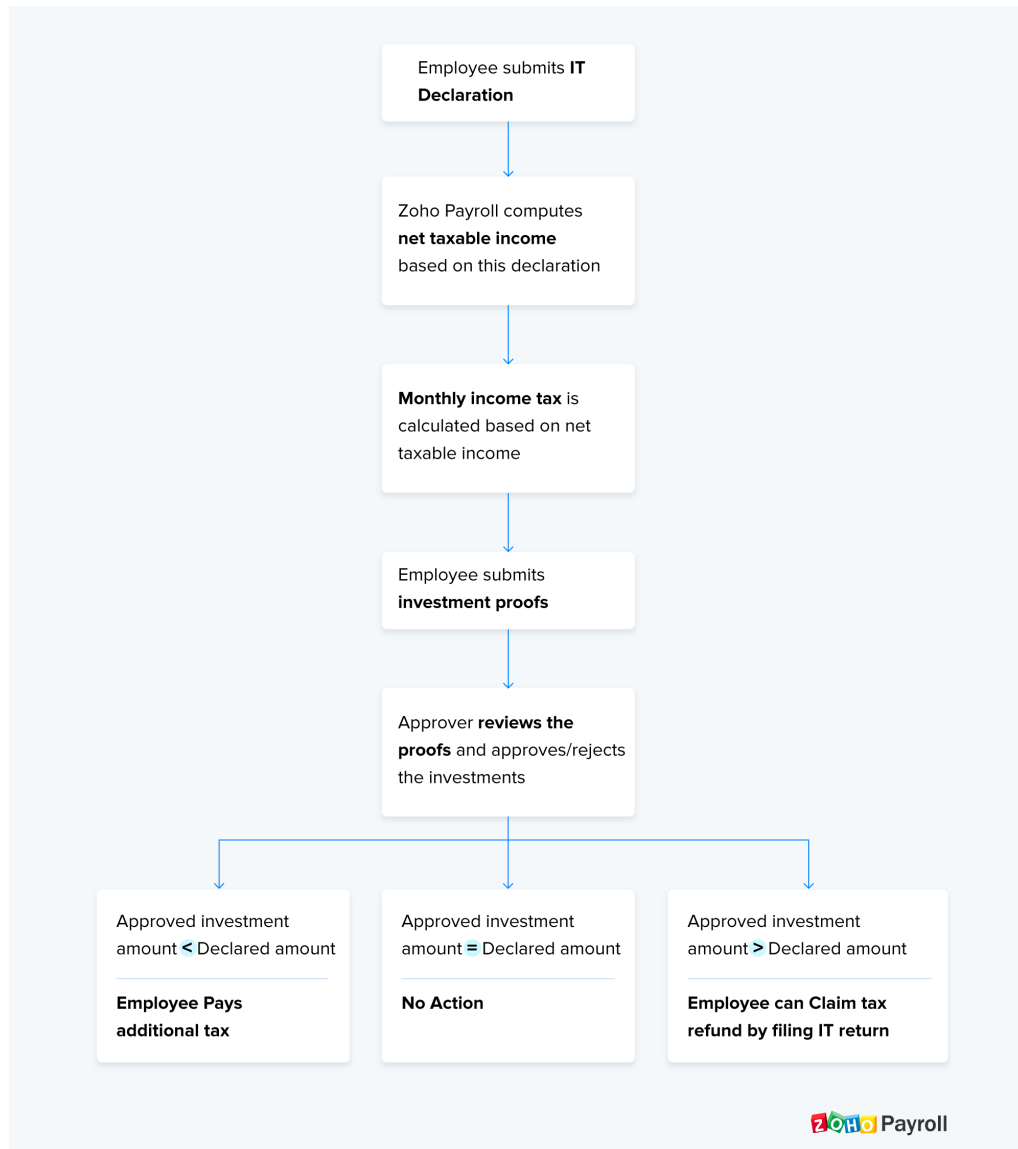 Employee submits IT
Declaration
Zoho Payroll computes
net taxable income
based on this declaration
Monthly income tax is
calculated based on net
taxable income
Employee submits
investment proofs
Approver reviews the
proofs and approves/rejects
the investments
Approved investment
amount < Declared amount
Employee Pays
additional tax
Approved investment
amount = Declared amount
No Action
Approved investment
amount > Declared amount
Employee can Claim tax
refund by filing IT return
ZOHO Payroll